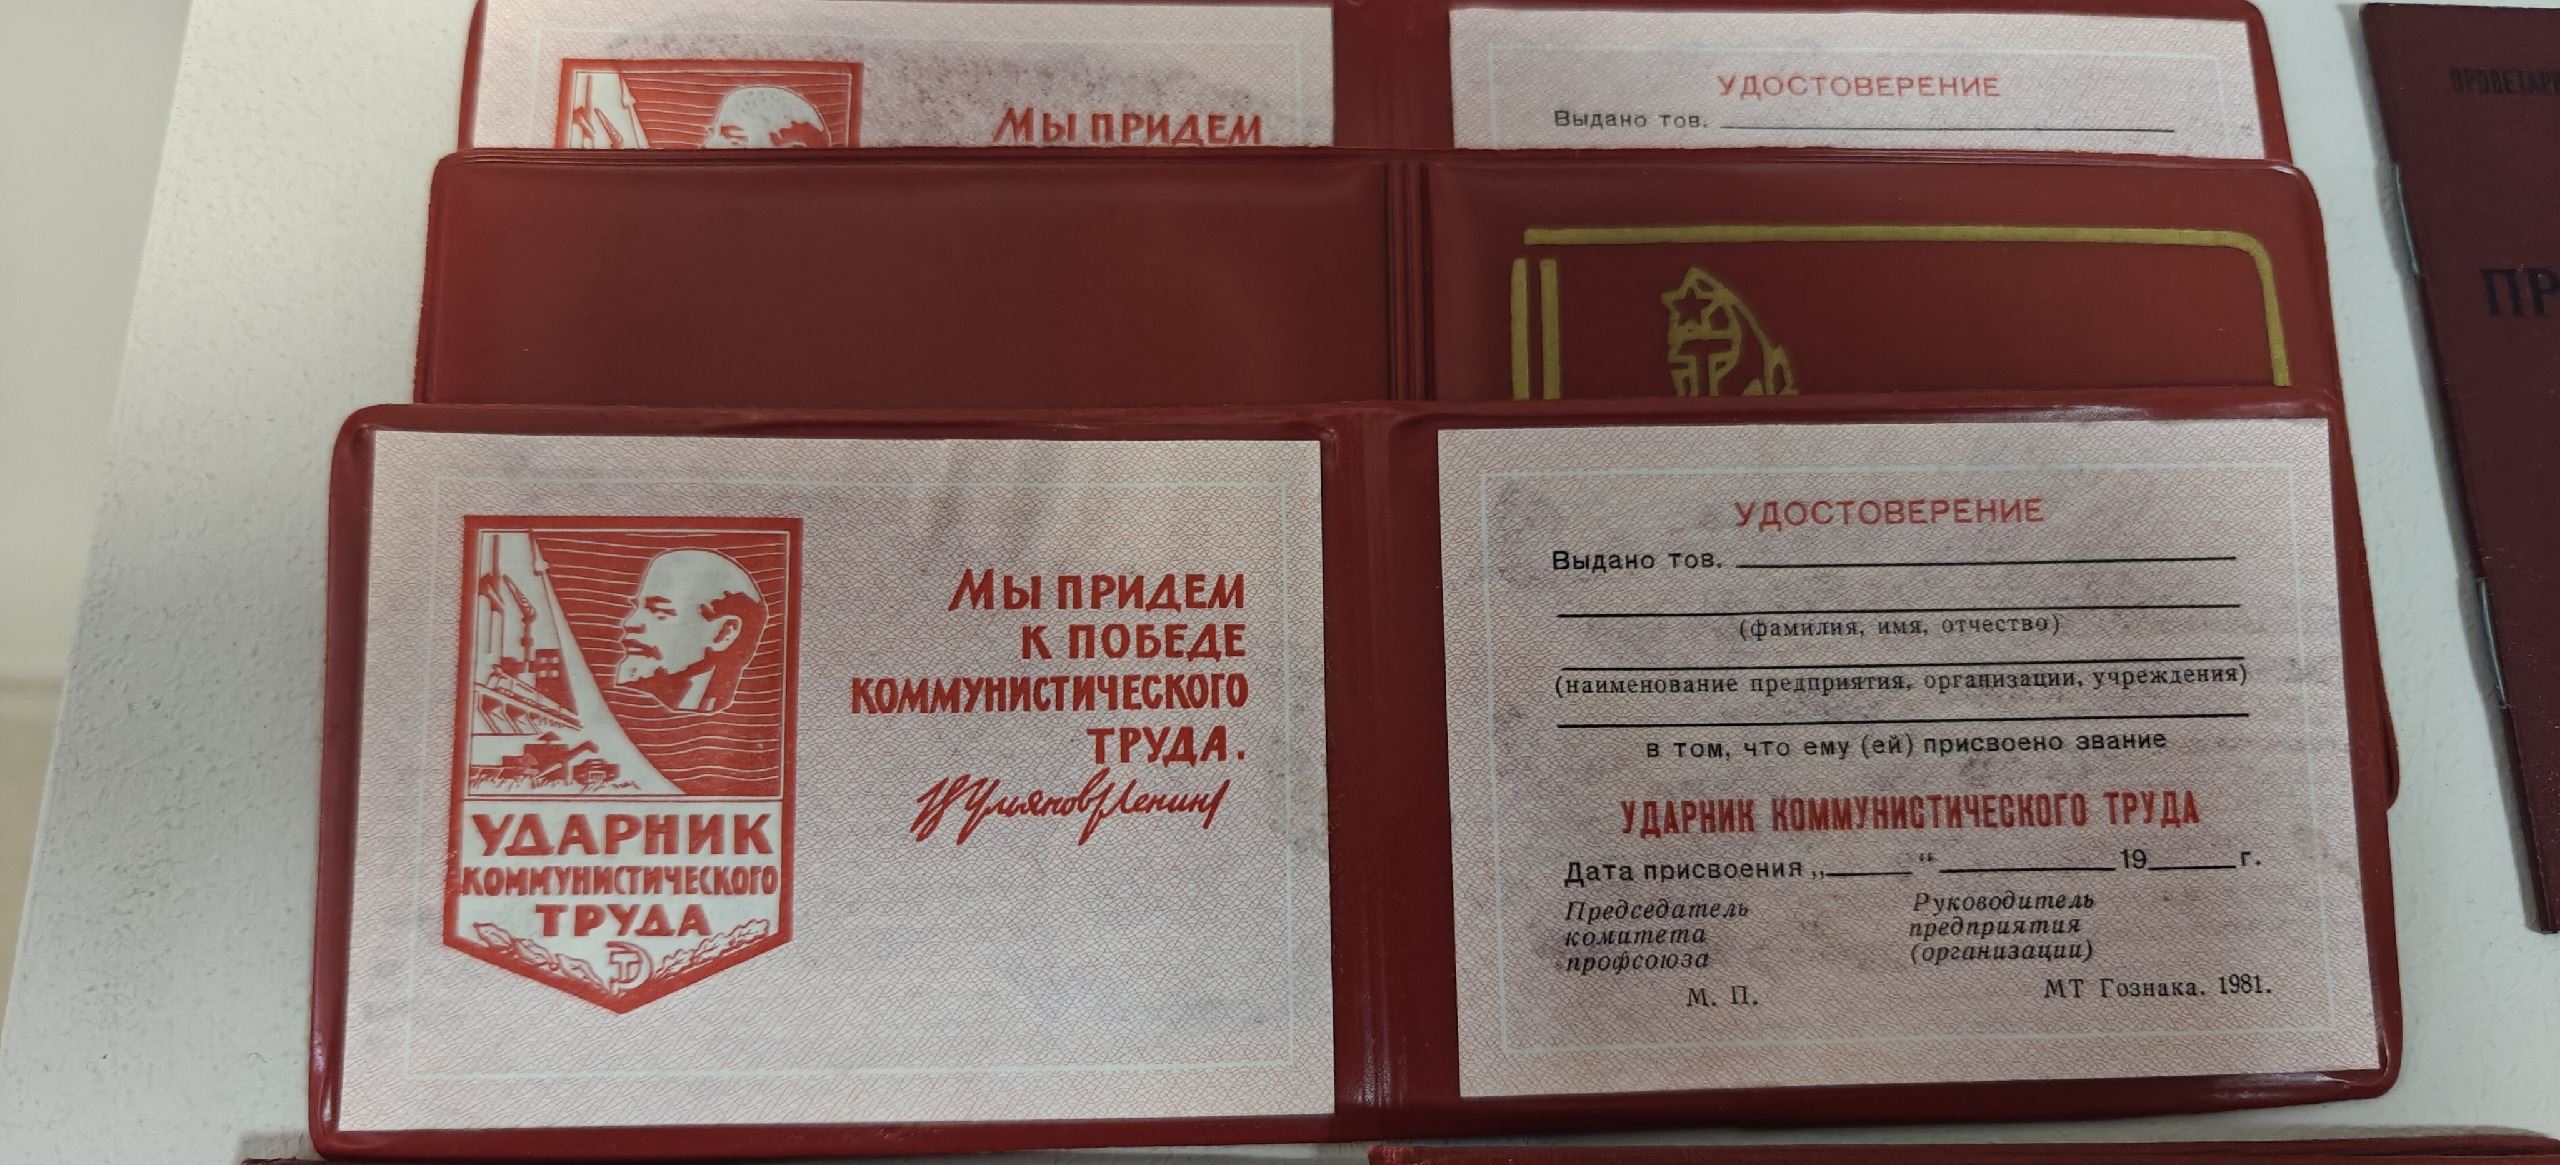 МЫ ПРИДЕМ
УДОСТОВЕРЕНИЕ
Выдано тов.
ПР
МЫ ПРИДЕМ
К ПОБЕДЕ
КОММУНИСТИЧЕСКОГО
ТРУДА.
В Ульянов (Ленин)
УДАРНИК
КОММУНИСТИЧЕСКОГО
ТРУДА
УДОСТОВЕРЕНИЕ
Выдано тов.
(фамилия, имя, отчество)
(наименование предприятия, организации, учреждения)
в том, что ему (ей) присвоено звание
УДАРНИК КОММУНИСТИЧЕСКОГО ТРУДА
Дата присвоения „ “ 19 г.
Председатель
комитета
профсоюза
Руководитель
предприятия
(организации)
М. П.
МТ Гознака. 1981.